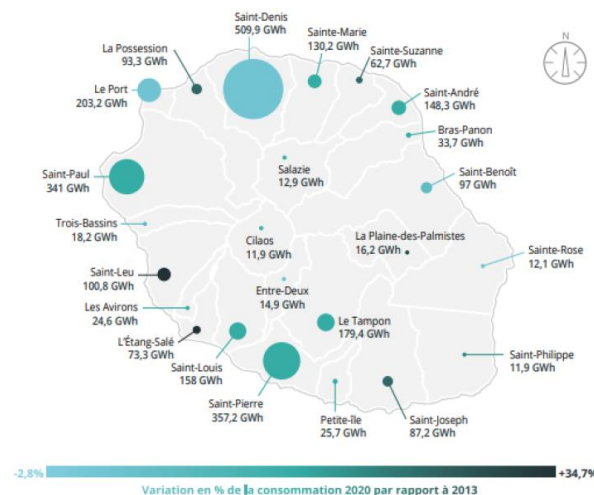 Saint-Denis
509,9 GWh
Sainte-Marie
130,2 GWh
La Possession
93,3 GWh
Sainte-Suzanne
62,7 GWh
Le Port
203,2 GWh
Saint-André
148,3 GWh
Bras-Panon
33,7 GWh
Saint-Paul
341 GWh
Salazie
12,9 GWh
Saint-Benoît
97 GWh
Trois-Bassins
18,2 GWh
Cilaos
11,9 GWh
La Plaine-des-Palmistes
16,2 GWh
Sainte-Rose
12,1 GWh
Saint-Leu
100,8 GWh
Entre-Deux
14,9 GWh
Les Avirons
24,6 GWh
Le Tampon
179,4 GWh
L'Étang-Salé
73,3 GWh
Saint-Louis
158 GWh
Saint-Philippe
11,9 GWh
Saint-Pierre
357,2 GWh
Petite-île
25,7 GWh
Saint-Joseph
87,2 GWh
-2,8%
+34,7%
Variation en % de la consommation 2020 par rapport à 2013